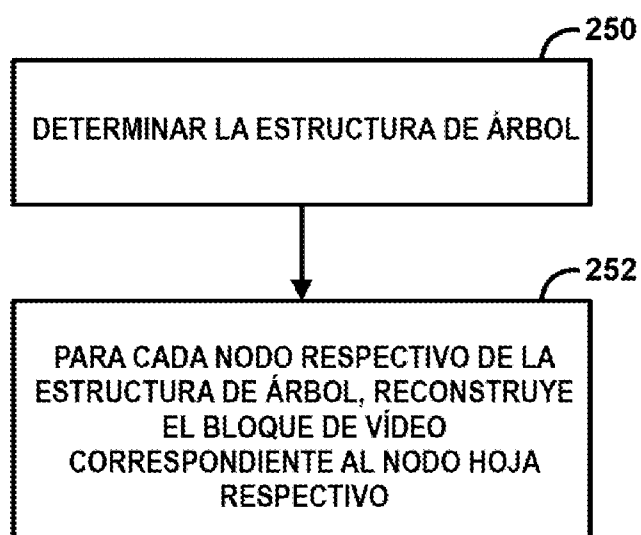 250
DETERMINAR LA ESTRUCTURA DE ÁRBOL
252
PARA CADA NODO RESPECTIVO DE LA
ESTRUCTURA DE ÁRBOL, RECONSTRUYE
EL BLOQUE DE VÍDEO
CORRESPONDIENTE AL NODO HOJA
RESPECTIVO